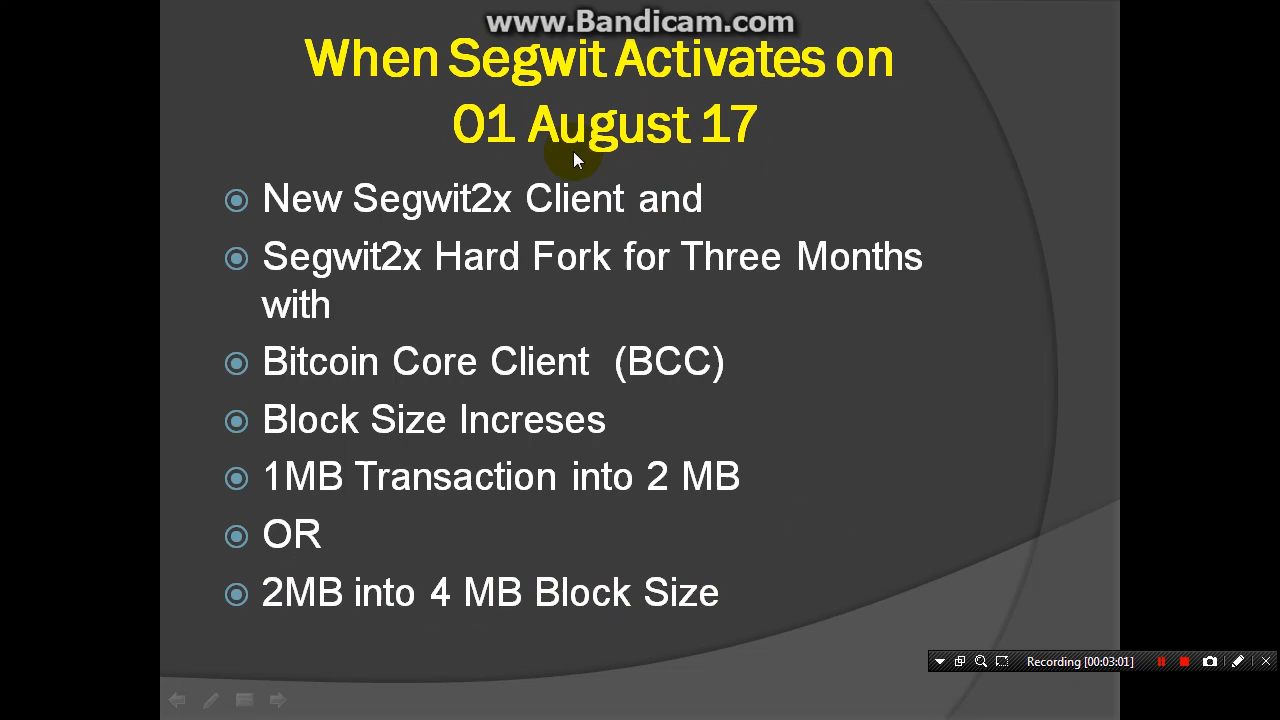 www.Bandicam.com
When Segwit Activates on
01 August 17
New Segwit2x Client and
Segwit2x Hard Fork for Three Months
with
Bitcoin Core Client (BCC)
Block Size Increses
1MB Transaction into 2 MB
OR
2MB into 4 MB Block Size
Recording [00:03:01]